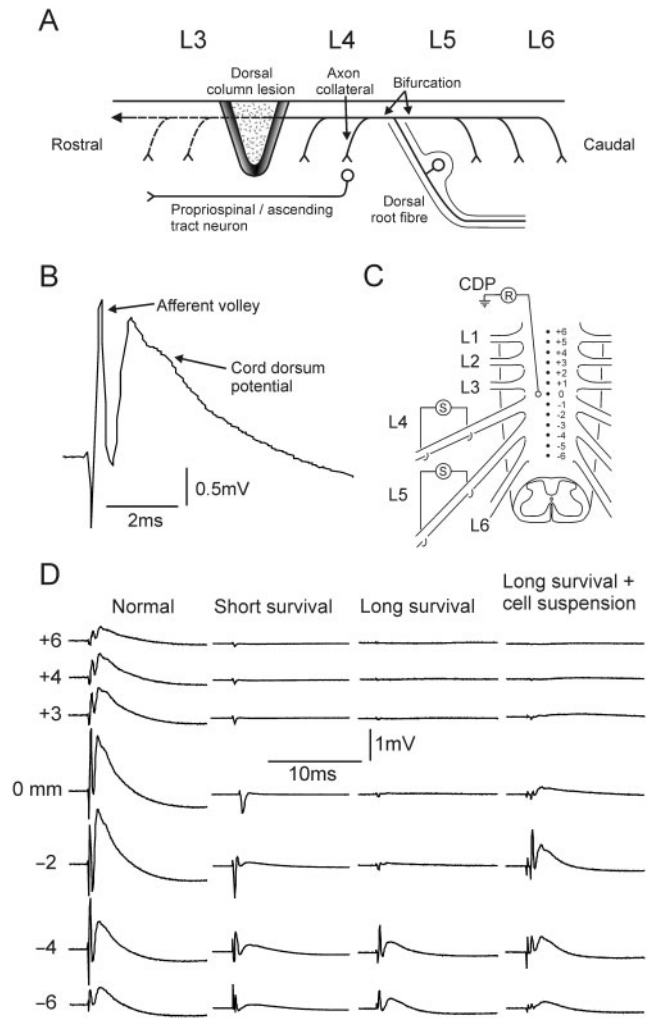 A
L3 L4 L5 L6
Dorsal
column lesion
Axon
collateral
Bifurcation
Rostral
Caudal
Propriospinal / ascending
tract neuron
Dorsal
root fibre
B
Afferent volley
Cord dorsum
potential
0.5mV
2ms
C
CDP
R
L1
L2
L3
L4
S
L5
S
L6
+6
+5
+4
+3
+2
+1
0
-1
-2
-3
-4
-5
-6
D
Normal Short survival Long survival Long survival +
cell suspension
+6
+4
+3
1mV
10ms
0 mm
–2
–4
–6